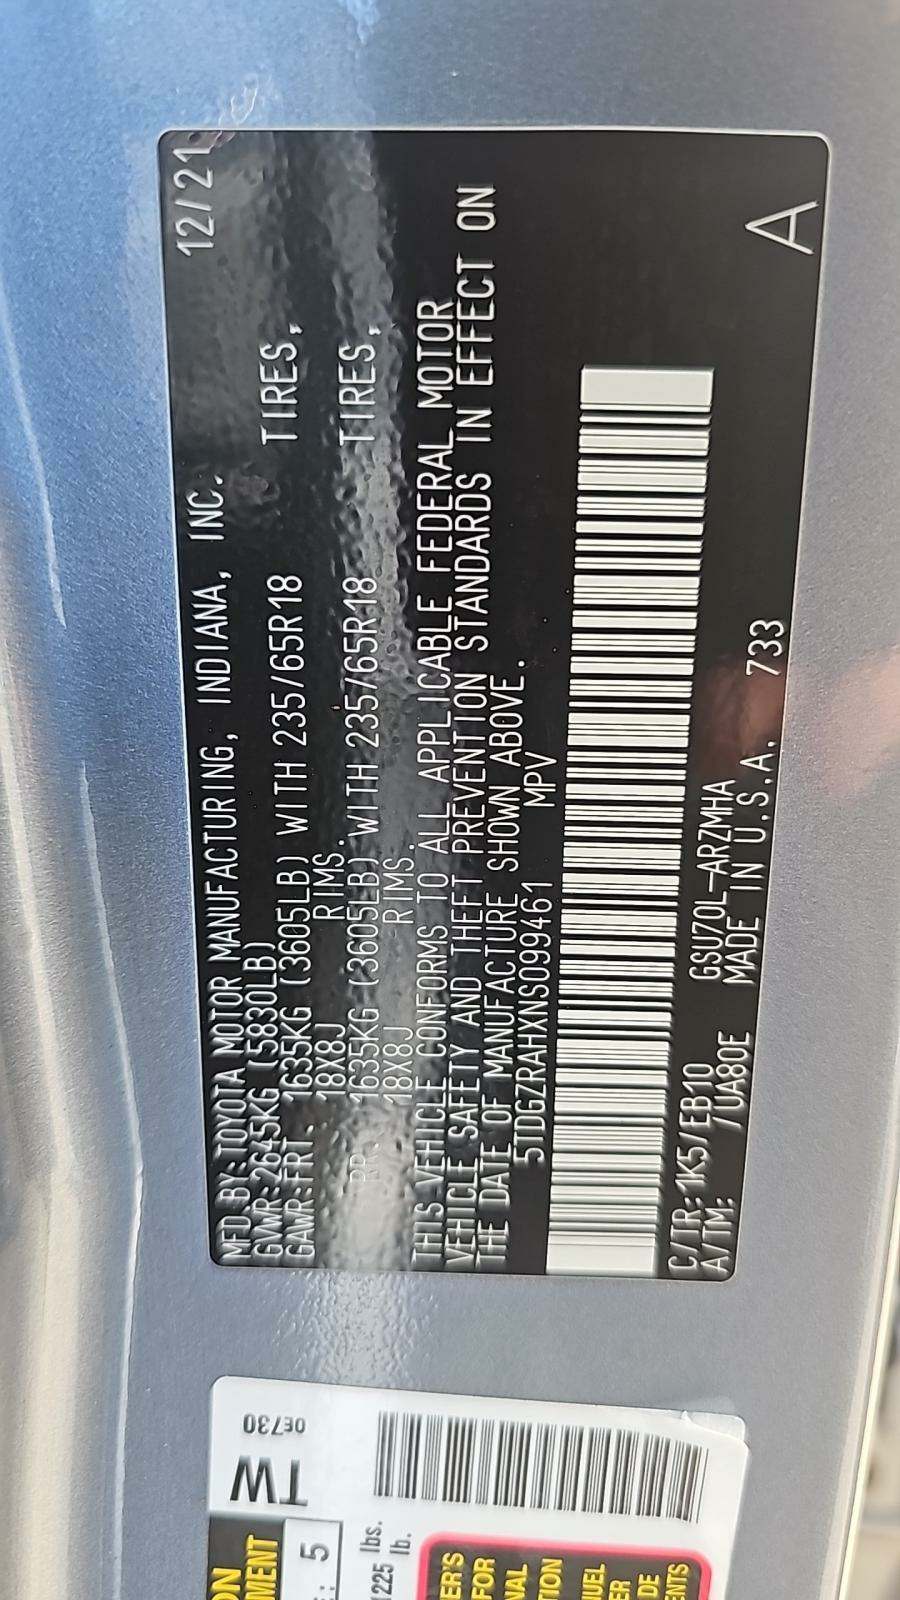 12/21
MFD BY:TOYOTA MOTOR MANUFACTURING, INDIANA, INC.
GVWR:2645KG (5830LB)
GAWR:FRT. 1635KG (3605LB) WITH 235/65R18 TIRES,
18X8J RIMS.
RR. 1635KG (3605LB) WITH 235/65R18 TIRES,
18X8J RIMS.
THIS VEHICLE CONFORMS TO ALL APPLICABLE FEDERAL MOTOR
VEHICLE SAFETY AND THEFT PREVENTION STANDARDS IN EFFECT ON
THE DATE OF MANUFACTURE SHOWN ABOVE.
5TDGZRAHXNS099461 MPV
C/TR:1K5/EB10 GSU70L-ARZMHA
A/TM: /UA80E MADE IN U.S.A. 733
A
TW
0E730
5
1225 lbs.
lb.
FOR
DE